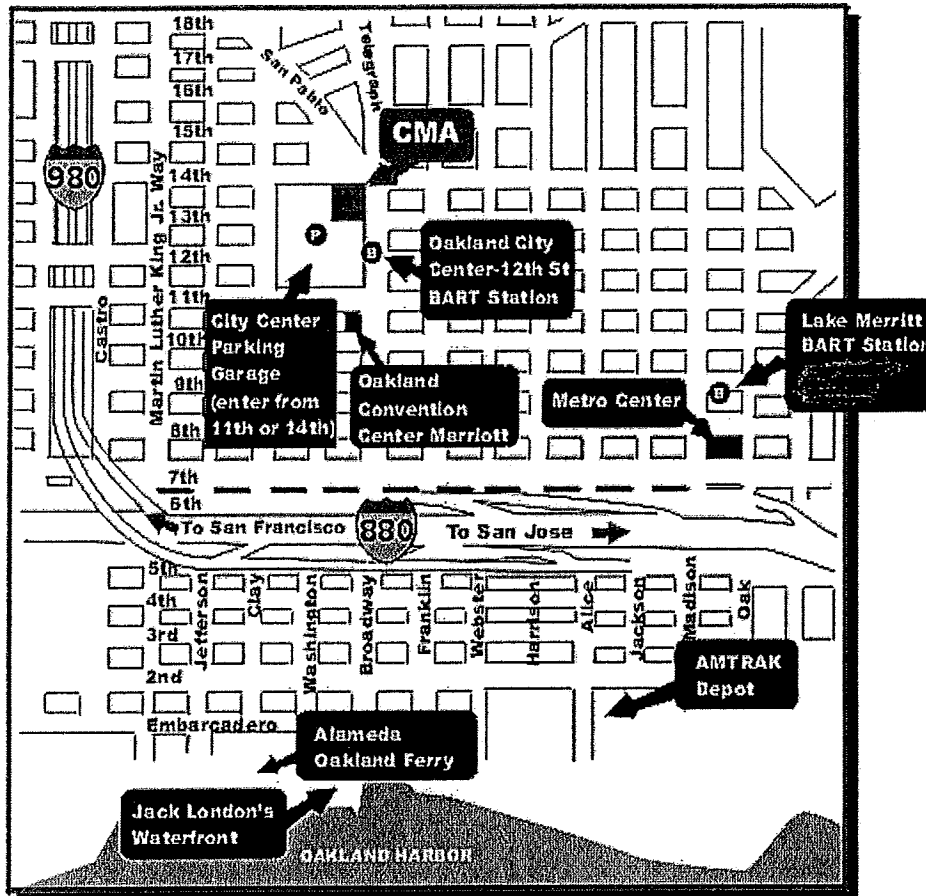 18th
17th
16th
15th
14th
13th
12th
11th
10th
9th
8th
7th
6th
5th
4th
3rd
2nd
Embarcadero
San Pablo
Telegraph
CMA
980
Martin Luther King Jr. Way
Castro
P
B
Oakland City
Center-12th St
BART Station
City Center
Parking
Garage
(enter from
11th or 14th)
Oakland
Convention
Center Marriott
Lake Merritt
BART Station
B
Metro Center
To San Francisco
880
To San Jose
Jefferson
Clay
Washington
Broadway
Franklin
Webster
Harrison
Alice
Jackson
Madison
Oak
AMTRAK
Depot
Alameda
Oakland Ferry
Jack London's
Waterfront
OAKLAND HARBOR